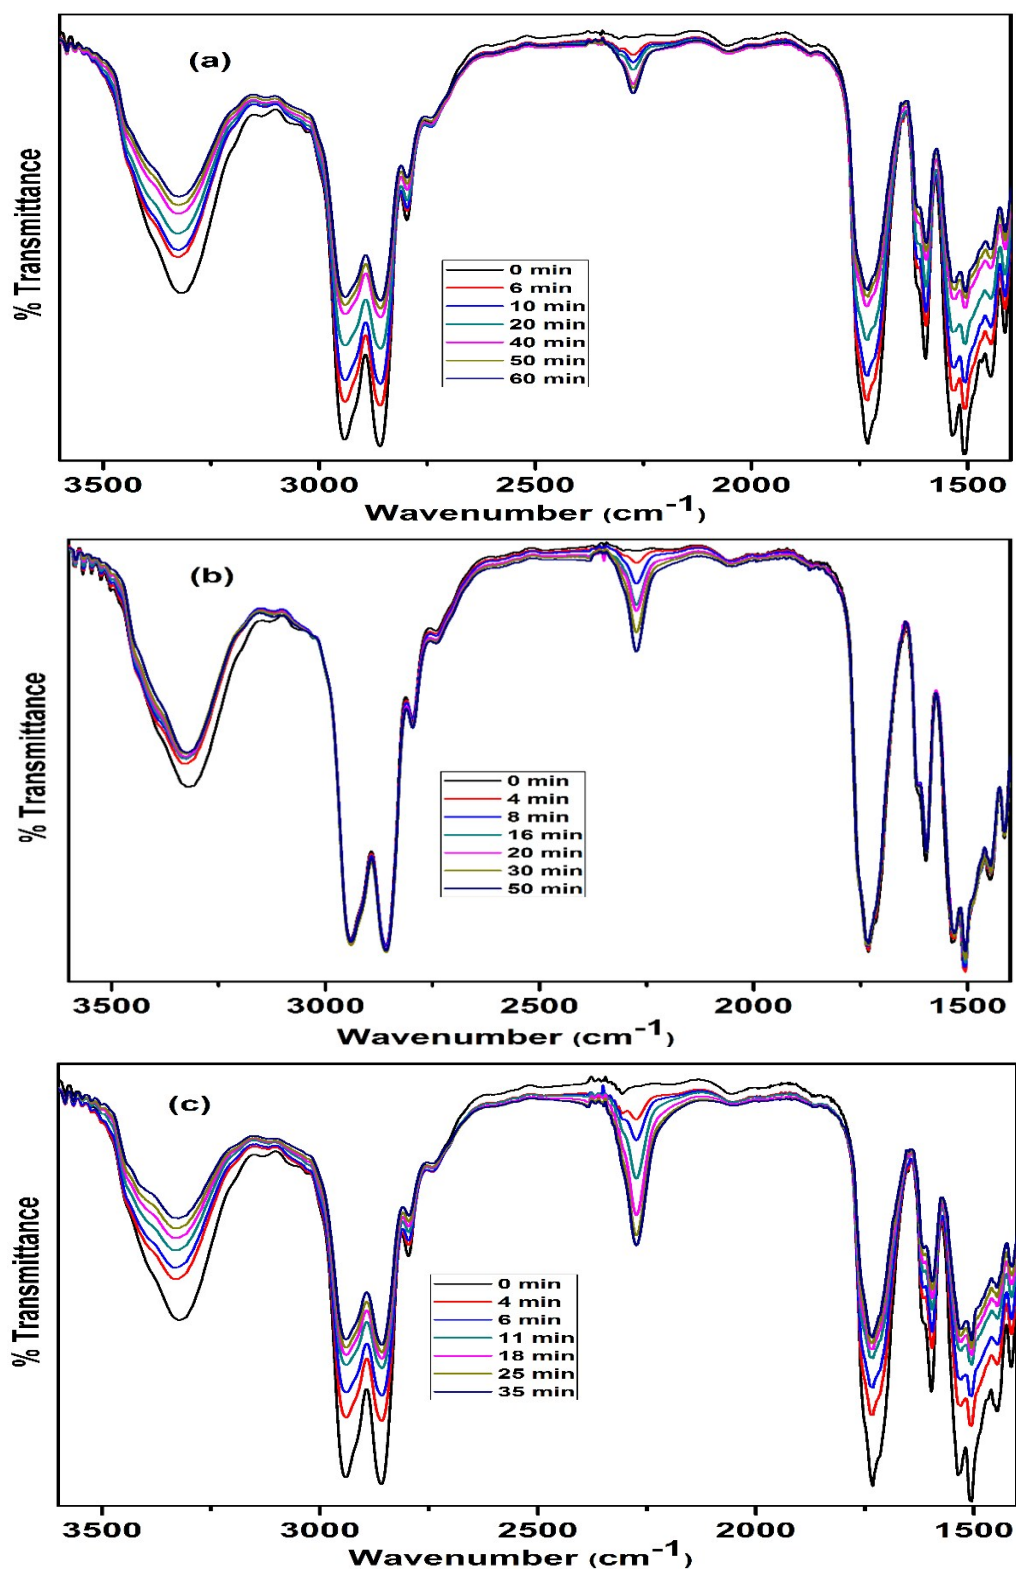 (a)
% Transmittance
0 min
6 min
10 min
20 min
40 min
50 min
60 min
3500 3000 2500 2000 1500
Wavenumber (cm-1)
(b)
% Transmittance
0 min
4 min
8 min
16 min
20 min
30 min
50 min
3500 3000 2500 2000 1500
Wavenumber (cm-1)
(c)
% Transmittance
0 min
4 min
6 min
11 min
18 min
25 min
35 min
3500 3000 2500 2000 1500
Wavenumber (cm-1)